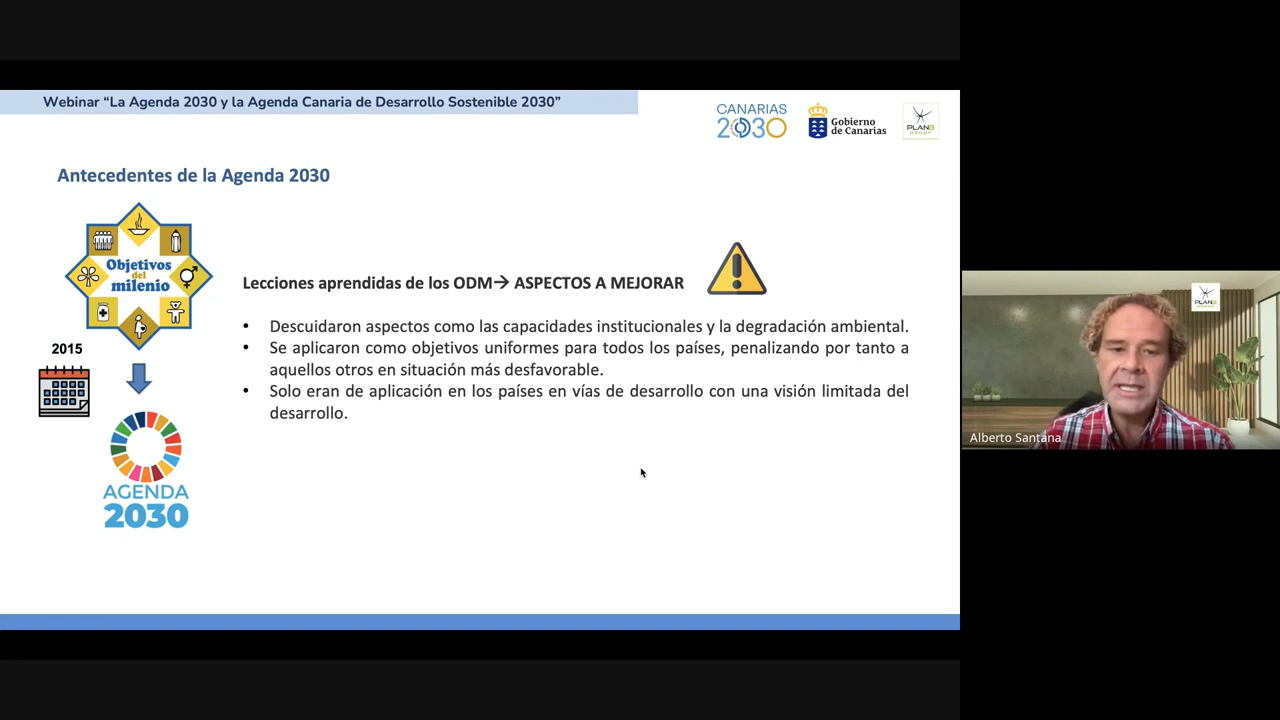 Webinar “La Agenda 2030 y la Agenda Canaria de Desarrollo Sostenible 2030”
CANARIAS
2030
Gobierno
de Canarias
PLANB
GROUP
Antecedentes de la Agenda 2030
Objetivos
del
milenio
Lecciones aprendidas de los ODM→ ASPECTOS A MEJORAR
• Descuidaron aspectos como las capacidades institucionales y la degradación ambiental.
• Se aplicaron como objetivos uniformes para todos los países, penalizando por tanto a
aquellos otros en situación más desfavorable.
• Solo eran de aplicación en los países en vías de desarrollo con una visión limitada del
desarrollo.
2015
AGENDA
2030
PLANB
Alberto Santana